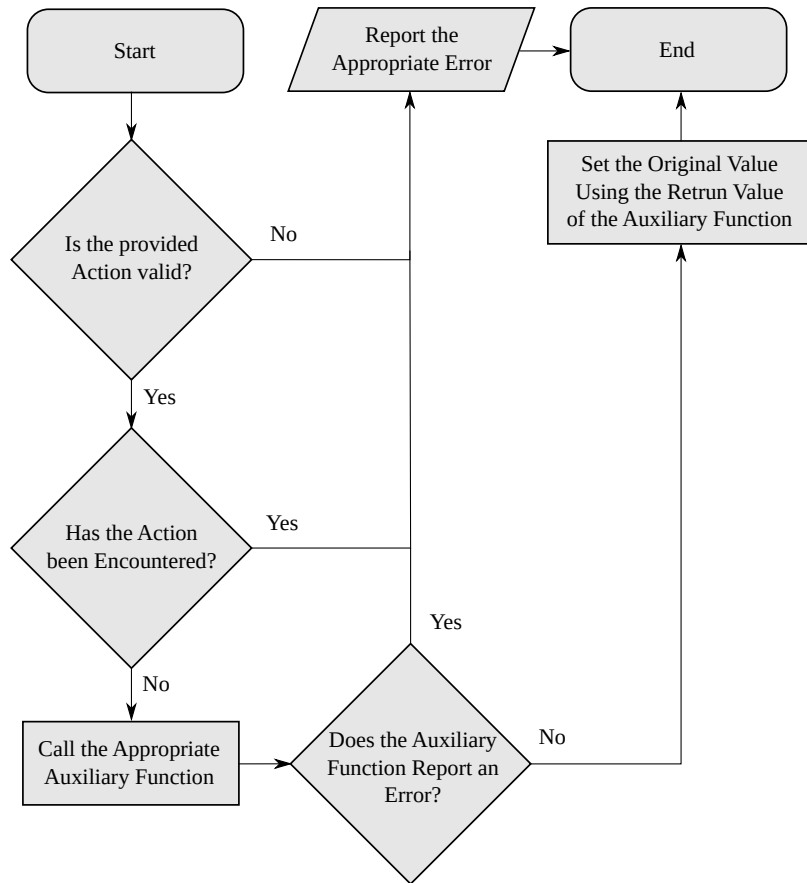 Start
Report the
Appropriate Error
End
Set the Original Value
Using the Retrun Value
of the Auxiliary Function
Is the provided
Action valid?
No
Yes
Has the Action
been Encountered?
Yes
No
Call the Appropriate
Auxiliary Function
Does the Auxiliary
Function Report an
Error?
Yes
No